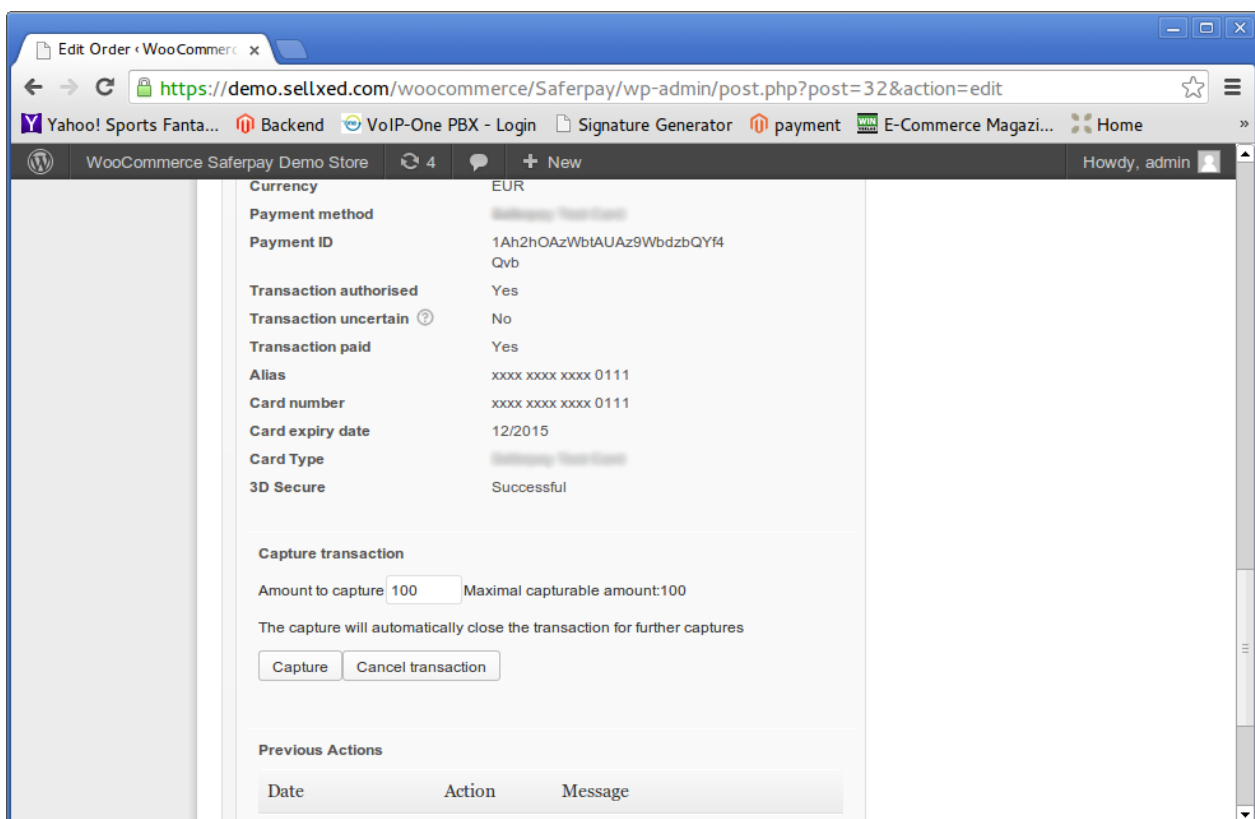 Edit Order ‹ WooCommerc
https://demo.sellxed.com/woocommerce/Saferpay/wp-admin/post.php?post=32&action=edit
Yahoo! Sports Fanta... Backend VoIP-One PBX - Login Signature Generator payment E-Commerce Magazi... Home »
WooCommerce Saferpay Demo Store 4 + New Howdy, admin
Currency EUR
Payment method
Payment ID 1Ah2hOAzWbtAUAz9WbdzbQYf4
Qvb
Transaction authorised Yes
Transaction uncertain ? No
Transaction paid Yes
Alias xxxx xxxx xxxx 0111
Card number xxxx xxxx xxxx 0111
Card expiry date 12/2015
Card Type
3D Secure Successful
Capture transaction
Amount to capture 100 Maximal capturable amount:100
The capture will automatically close the transaction for further captures
Capture Cancel transaction
Previous Actions
Date Action Message